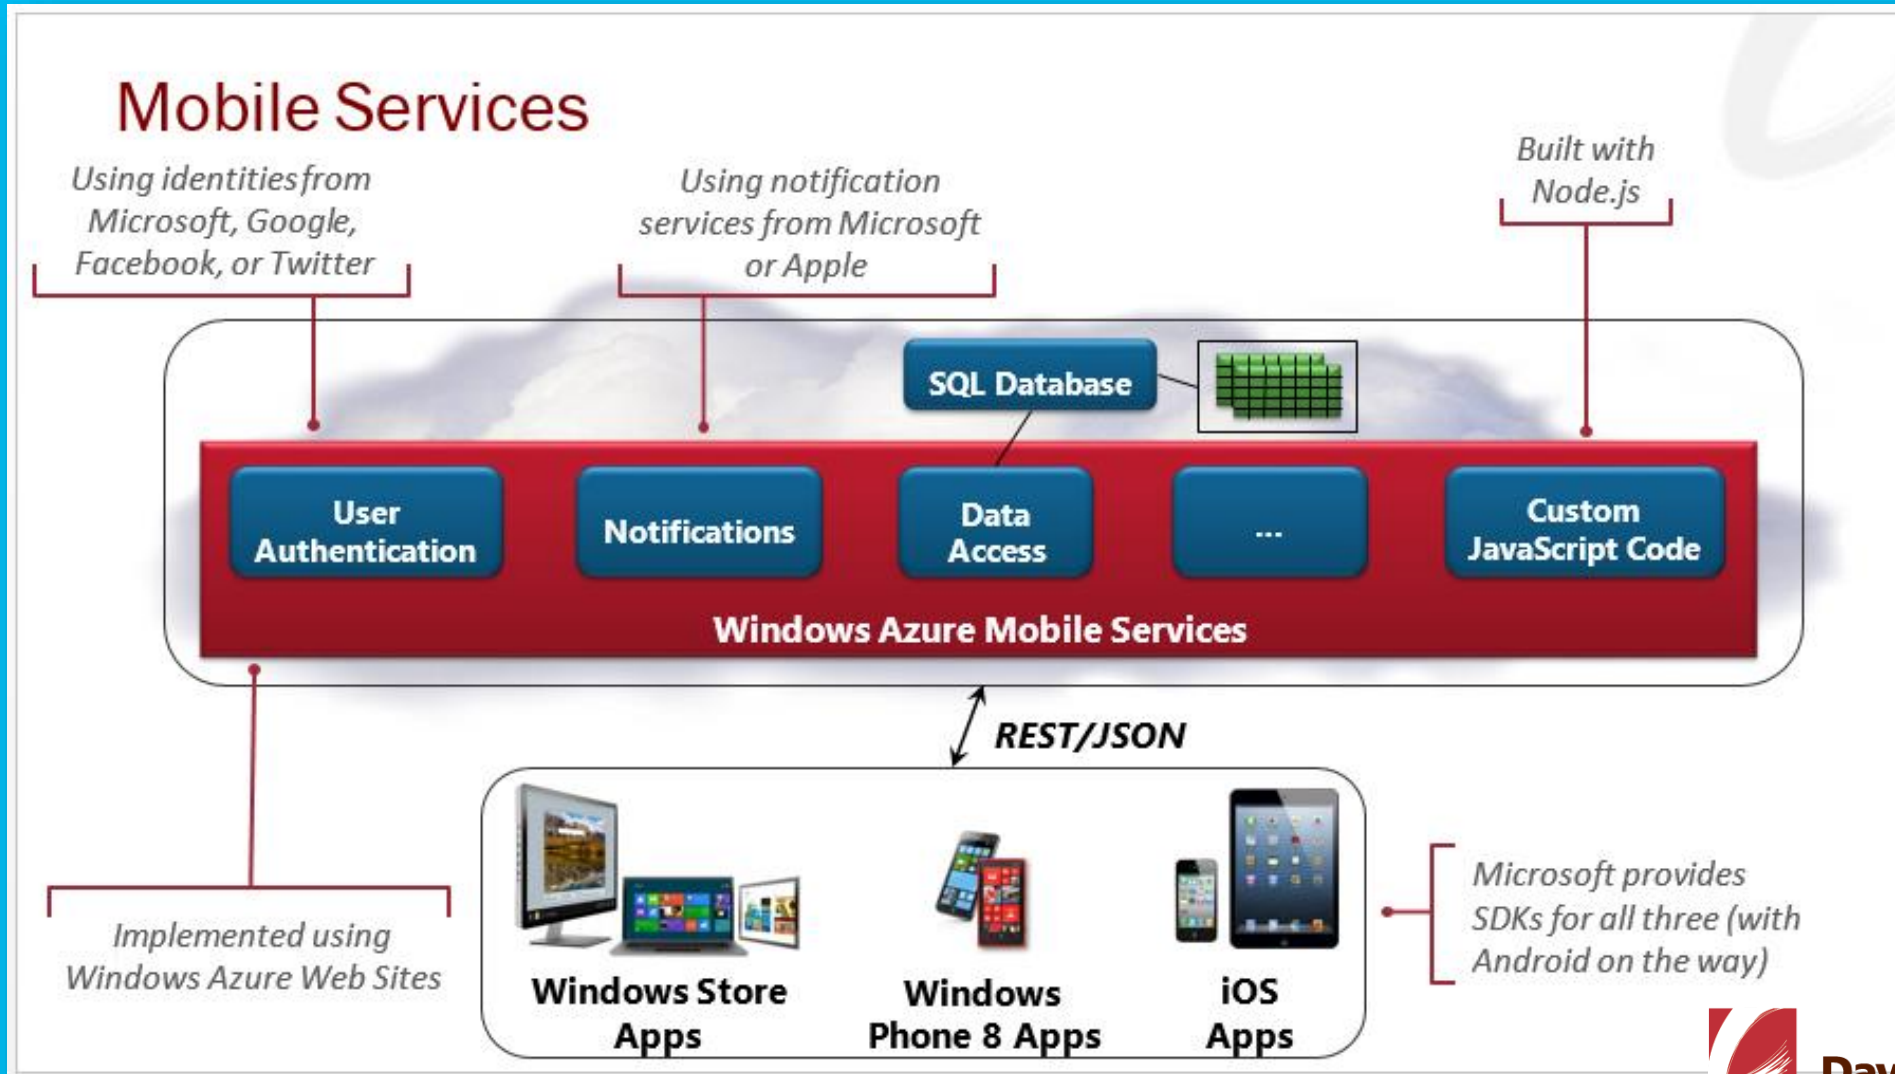 Mobile Services
Using identities from
Microsoft, Google,
Facebook, or Twitter
Using notification
services from Microsoft
or Apple
Built with
Node.js
SQL Database
User
Authentication
Notifications
Data
Access
...
Custom
JavaScript Code
Windows Azure Mobile Services
REST/JSON
Implemented using
Windows Azure Web Sites
Windows Store
Apps
Windows
Phone 8 Apps
iOS
Apps
Microsoft provides
SDKs for all three (with
Android on the way)